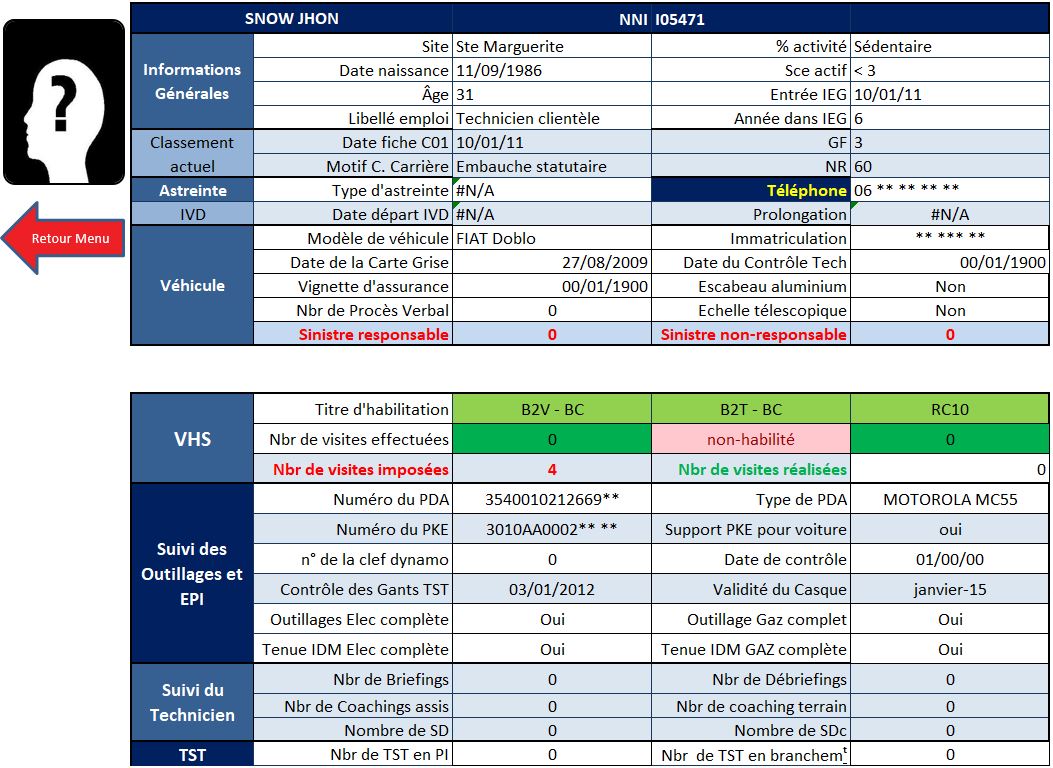 SNOW JHON NNI I05471
?
Informations Générales
Site Ste Marguerite % activité Sédentaire
Date naissance 11/09/1986 Sce actif < 3
Âge 31 Entrée IEG 10/01/11
Libellé emploi Technicien clientèle Année dans IEG 6
Classement actuel
Date fiche C01 10/01/11 GF 3
Motif C. Carrière Embauche statutaire NR 60
Astreinte Type d'astreinte #N/A Téléphone 06 ** ** ** **
IVD Date départ IVD #N/A Prolongation #N/A
Retour Menu
Véhicule
Modèle de véhicule FIAT Doblo Immatriculation ** *** **
Date de la Carte Grise 27/08/2009 Date du Contrôle Tech 00/01/1900
Vignette d'assurance 00/01/1900 Escabeau aluminium Non
Nbr de Procès Verbal 0 Echelle télescopique Non
Sinistre responsable 0 Sinistre non-responsable 0
VHS
Titre d'habilitation B2V - BC B2T - BC RC10
Nbr de visites effectuées 0 non-habilité 0
Nbr de visites imposées 4 Nbr de visites réalisées 0
Suivi des Outillages et EPI
Numéro du PDA 3540010212669** Type de PDA MOTOROLA MC55
Numéro du PKE 3010AA0002** ** Support PKE pour voiture oui
n° de la clef dynamo 0 Date de contrôle 01/00/00
Contrôle des Gants TST 03/01/2012 Validité du Casque janvier-15
Outillages Elec complète Oui Outillage Gaz complet Oui
Tenue IDM Elec complète Oui Tenue IDM GAZ complète Oui
Suivi du Technicien
Nbr de Briefings 0 Nbr de Débriefings 0
Nbr de Coachings assis 0 Nbr de coaching terrain 0
Nombre de SD 0 Nombre de SDc 0
TST Nbr de TST en PI 0 Nbr de TST en branchemt 0